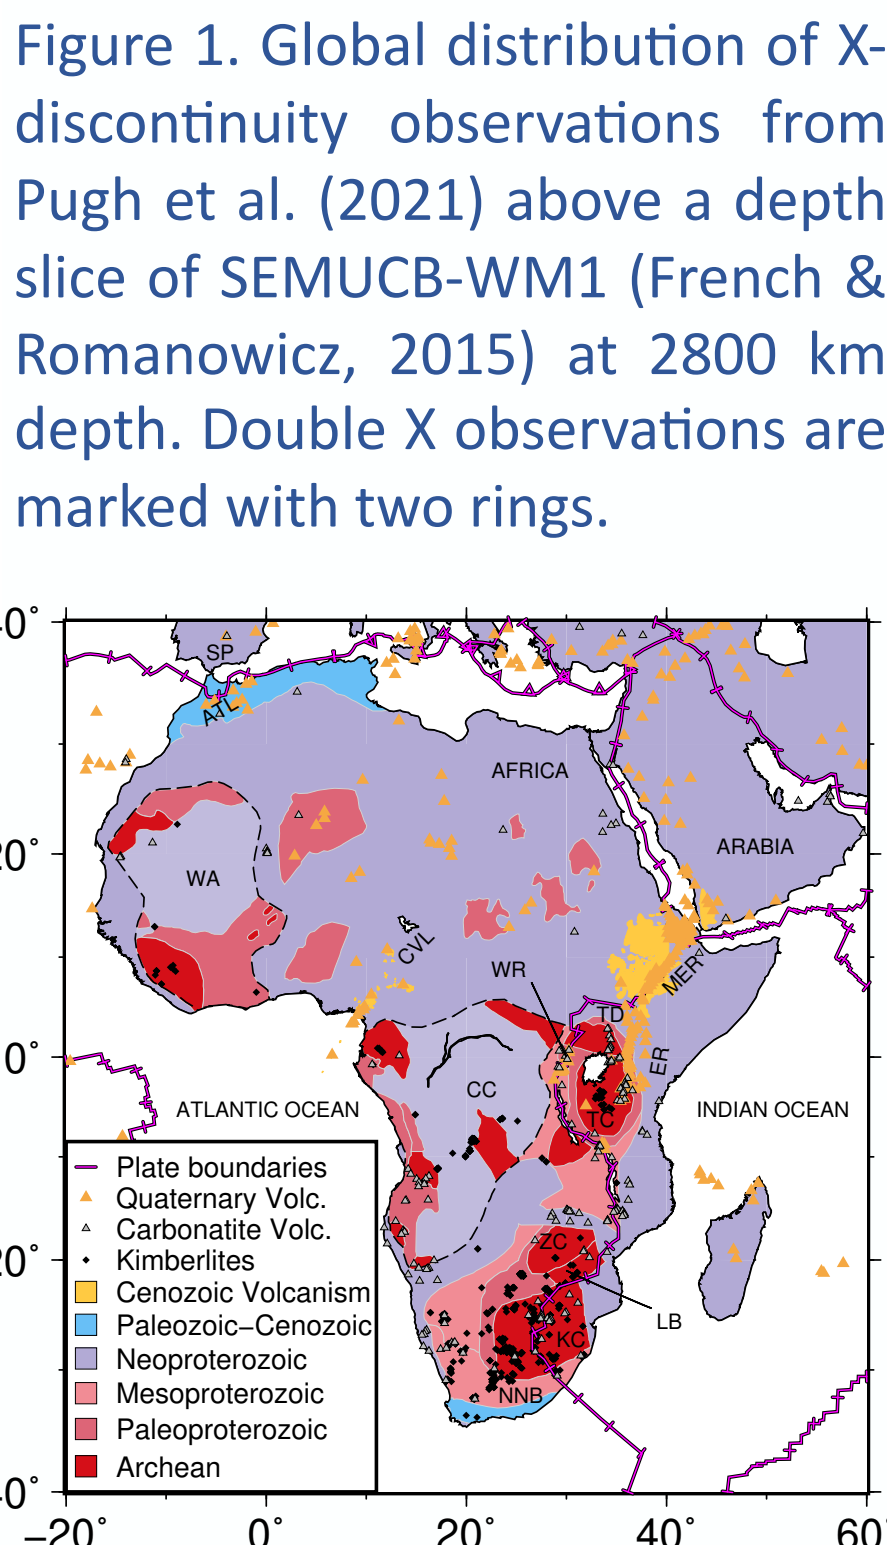 Figure 1. Global distribution of X-
discontinuity observations from
Pugh et al. (2021) above a depth
slice of SEMUCB-WM1 (French &
Romanowicz, 2015) at 2800 km
depth. Double X observations are
marked with two rings.
0°
SP
ATL
AFRICA
20°
ARABIA
WA
CVL
WR
MER
TD
0°
ER
CC
ATLANTIC OCEAN
INDIAN OCEAN
TC
Plate boundaries
Quaternary Volc.
Carbonatite Volc.
Kimberlites
Cenozoic Volcanism
Paleozoic–Cenozoic
Neoproterozoic
Mesoproterozoic
Paleoproterozoic
Archean
20°
ZC
LB
KC
NNB
0°
−20°
0°
20°
40°
60°